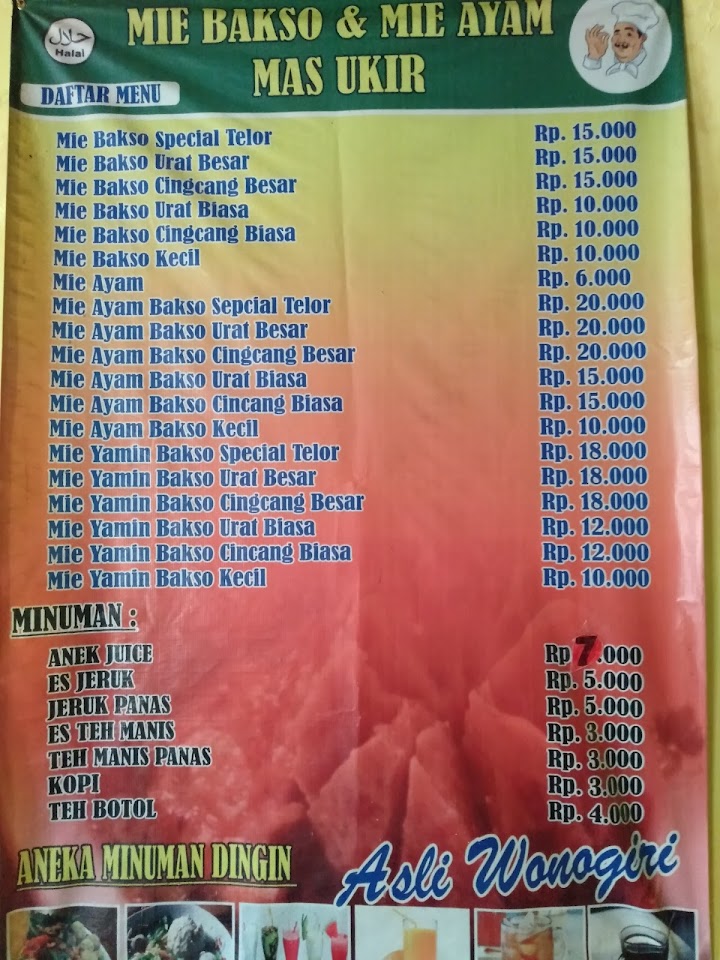 حلال
Halal
MIE BAKSO & MIE AYAM
MAS UKIR
DAFTAR MENU
Mie Bakso Special Telor Rp. 15.000
Mie Bakso Urat Besar Rp. 15.000
Mie Bakso Cingcang Besar Rp. 15.000
Mie Bakso Urat Biasa Rp. 10.000
Mie Bakso Cingcang Biasa Rp. 10.000
Mie Bakso Kecil Rp. 10.000
Mie Ayam Rp. 6.000
Mie Ayam Bakso Sepcial Telor Rp. 20.000
Mie Ayam Bakso Urat Besar Rp. 20.000
Mie Ayam Bakso Cingcang Besar Rp. 20.000
Mie Ayam Bakso Urat Biasa Rp. 15.000
Mie Ayam Bakso Cincang Biasa Rp. 15.000
Mie Ayam Bakso Kecil Rp. 10.000
Mie Yamin Bakso Special Telor Rp. 18.000
Mie Yamin Bakso Urat Besar Rp. 18.000
Mie Yamin Bakso Cingcang Besar Rp. 18.000
Mie Yamin Bakso Urat Biasa Rp. 12.000
Mie Yamin Bakso Cincang Biasa Rp. 12.000
Mie Yamin Bakso Kecil Rp. 10.000
MINUMAN :
ANEK JUICE Rp 7.000
ES JERUK Rp. 5.000
JERUK PANAS Rp. 5.000
ES TEH MANIS Rp. 3.000
TEH MANIS PANAS Rp. 3.000
KOPI Rp. 3.000
TEH BOTOL Rp. 4.000
ANEKA MINUMAN DINGIN
Asli Wonogiri